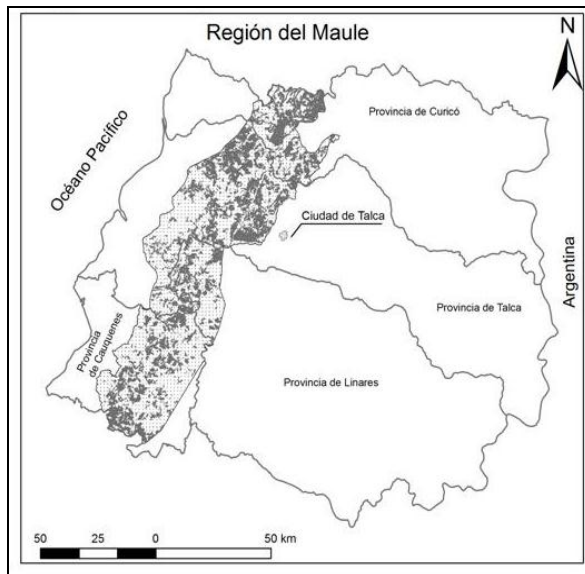 Región del Maule
N
Provincia de Curicó
Océano Pacífico
Ciudad de Talca
Argentina
Provincia de Talca
Provincia
de Cauquenes
Provincia de Linares
50 25 0 50 km